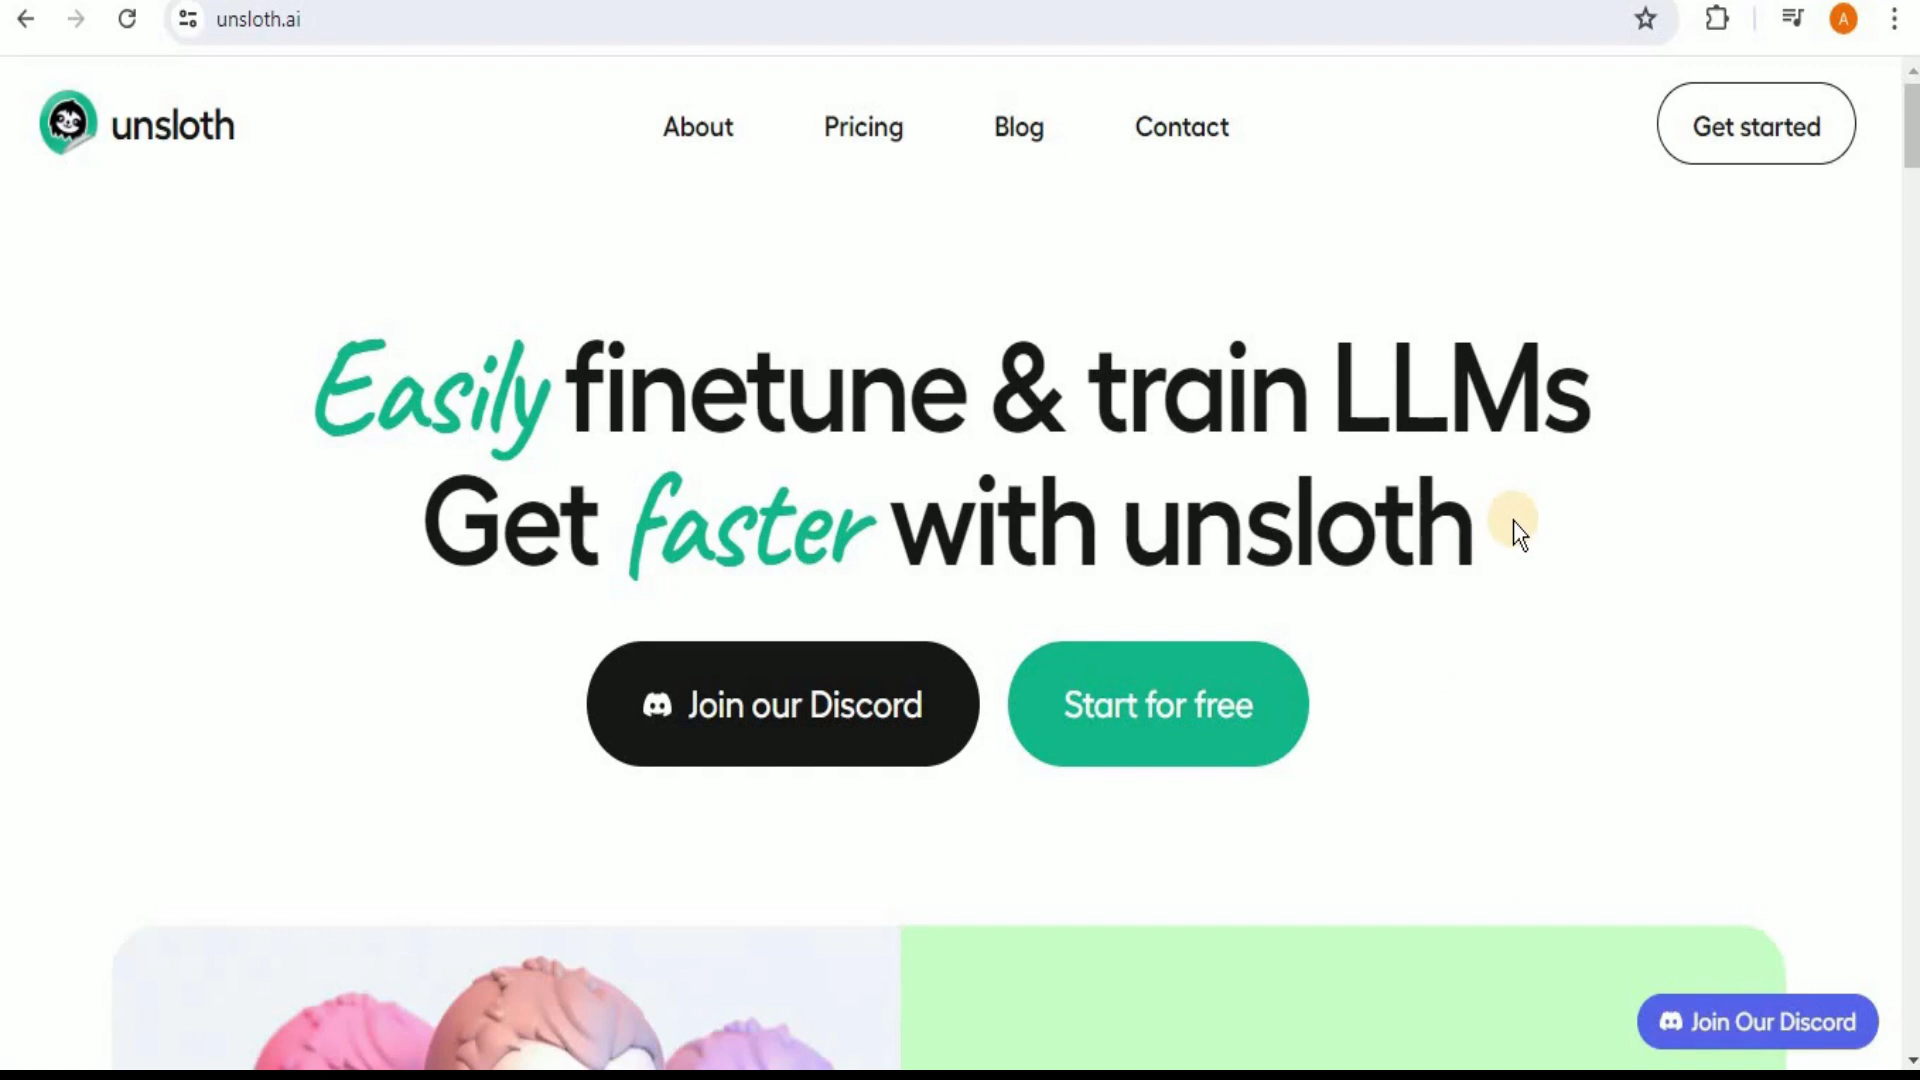 unsloth.ai
A
unsloth
About
Pricing
Blog
Contact
Get started
Easily finetune & train LLMs
Get faster with unsloth
Join our Discord
Start for free
Join Our Discord